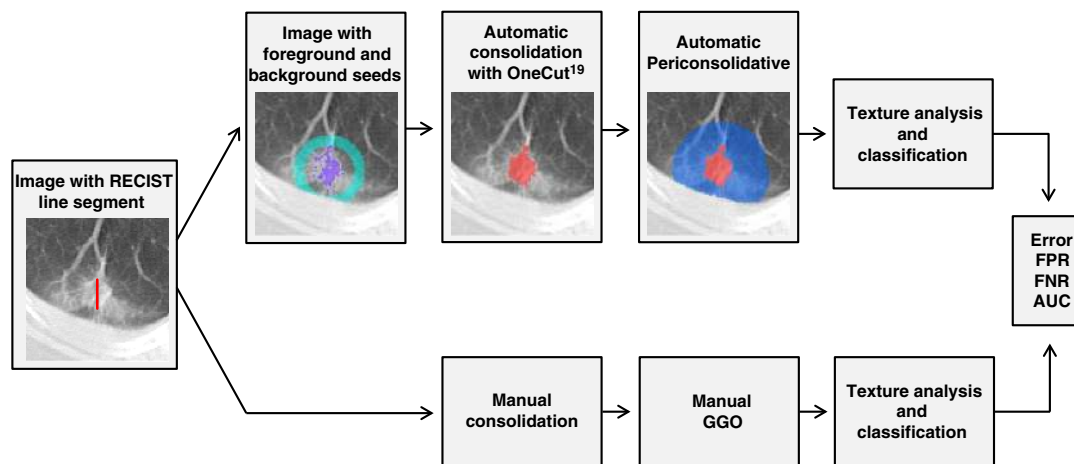 Image with RECIST
line segment
Image with
foreground and
background seeds
Automatic
consolidation
with OneCut19
Automatic
Periconsolidative
Texture analysis
and
classification
Manual
consolidation
Manual
GGO
Texture analysis
and
classification
Error
FPR
FNR
AUC